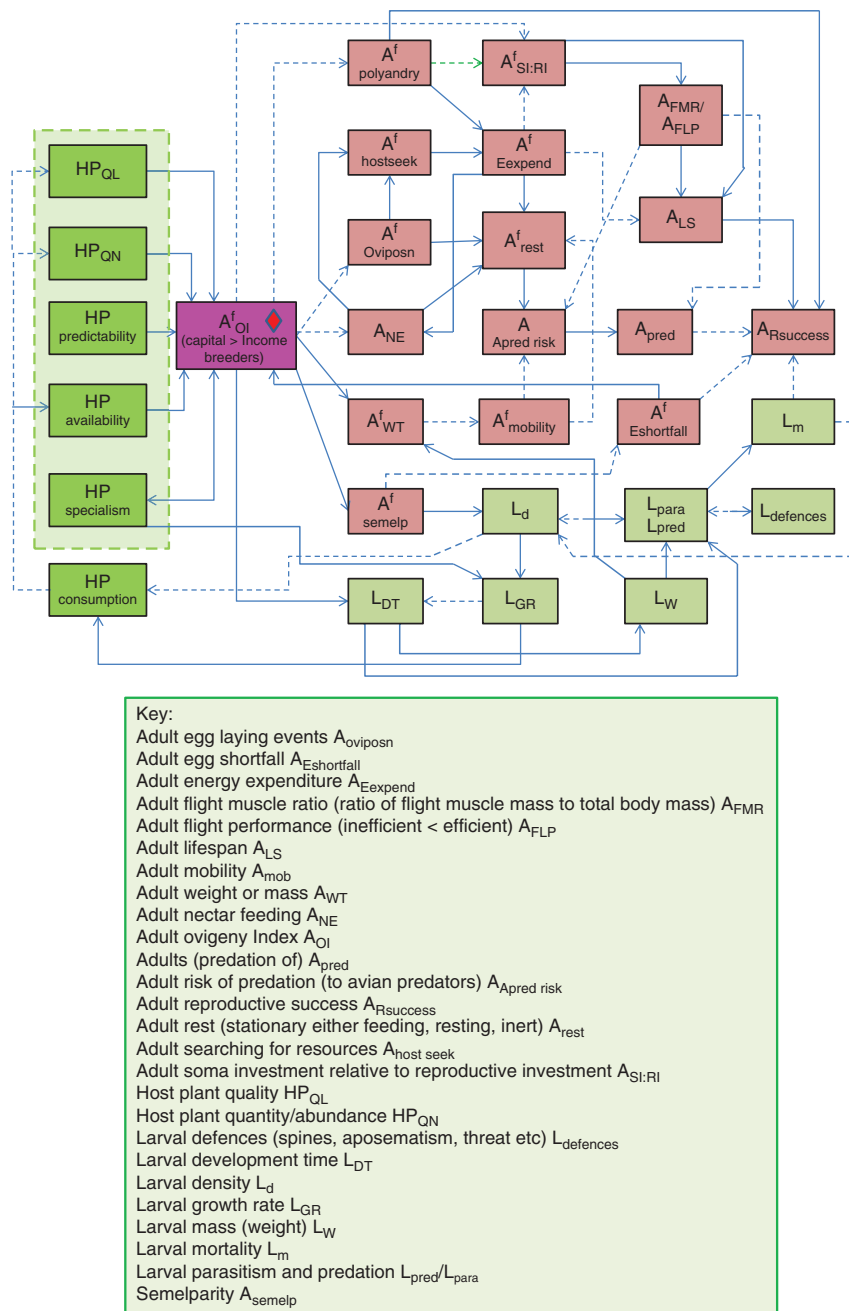 A^f polyandry
A^f SI:RI
A_FMR/
A_FLP
HP_QL
A^f hostseek
A^f Eexpend
HP_QN
A^f Oviposn
A^f rest
A_LS
HP predictability
A^f OI
(capital > Income
breeders)
A_NE
A Apred risk
A_pred
A_Rsuccess
HP availability
A^f WT
A^f mobility
A^f Eshortfall
L_m
HP specialism
A^f semelp
L_d
L_para
L_pred
L_defences
HP consumption
L_DT
L_GR
L_W
Key:
Adult egg laying events A_oviposn
Adult egg shortfall A_Eshortfall
Adult energy expenditure A_Eexpend
Adult flight muscle ratio (ratio of flight muscle mass to total body mass) A_FMR
Adult flight performance (inefficient < efficient) A_FLP
Adult lifespan A_LS
Adult mobility A_mob
Adult weight or mass A_WT
Adult nectar feeding A_NE
Adult ovigeny Index A_OI
Adults (predation of) A_pred
Adult risk of predation (to avian predators) A_Apred risk
Adult reproductive success A_Rsuccess
Adult rest (stationary either feeding, resting, inert) A_rest
Adult searching for resources A_host seek
Adult soma investment relative to reproductive investment A_SI:RI
Host plant quality HP_QL
Host plant quantity/abundance HP_QN
Larval defences (spines, aposematism, threat etc) L_defences
Larval development time L_DT
Larval density L_d
Larval growth rate L_GR
Larval mass (weight) L_W
Larval mortality L_m
Larval parasitism and predation L_pred/L_para
Semelparity A_semelp